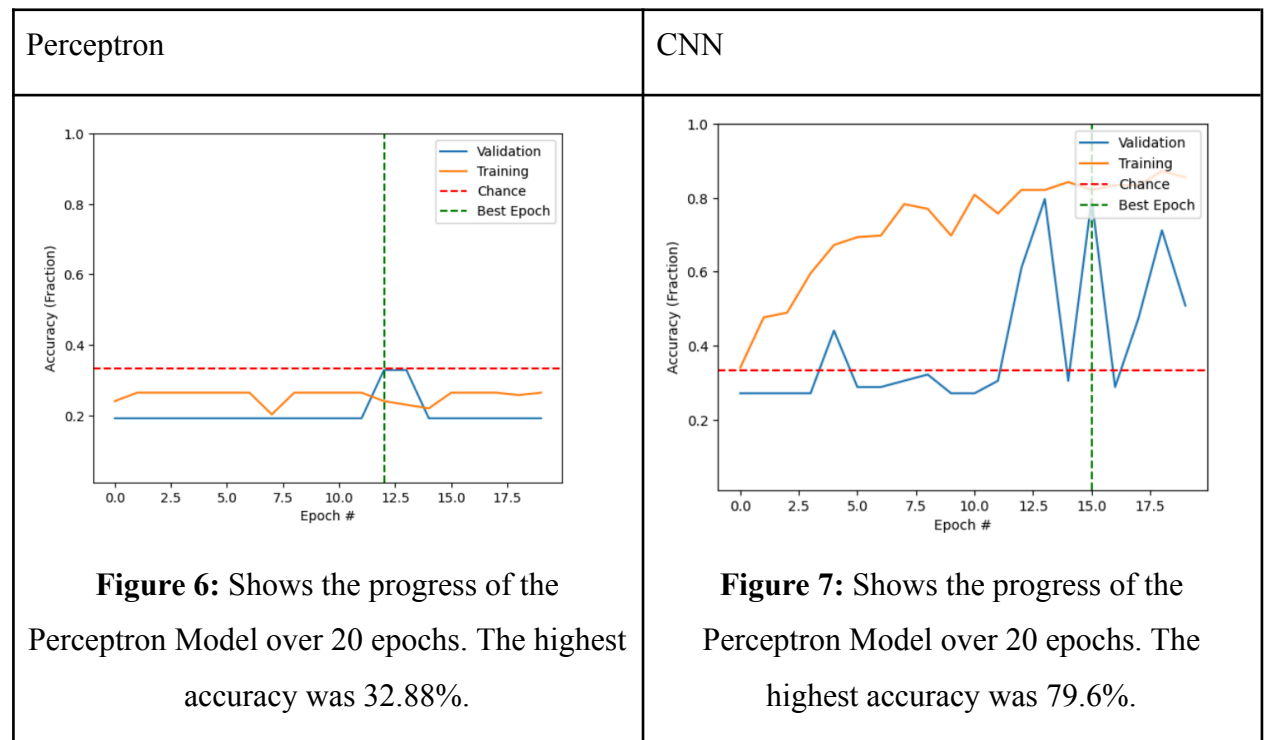 Perceptron
CNN
1.0
0.8
0.6
0.4
0.2
Accuracy (Fraction)
Validation
Training
Chance
Best Epoch
0.0 2.5 5.0 7.5 10.0 12.5 15.0 17.5
Epoch #
Figure 6: Shows the progress of the
Perceptron Model over 20 epochs. The highest
accuracy was 32.88%.
1.0
0.8
0.6
0.4
0.2
Accuracy (Fraction)
Validation
Training
Chance
Best Epoch
0.0 2.5 5.0 7.5 10.0 12.5 15.0 17.5
Epoch #
Figure 7: Shows the progress of the
Perceptron Model over 20 epochs. The
highest accuracy was 79.6%.